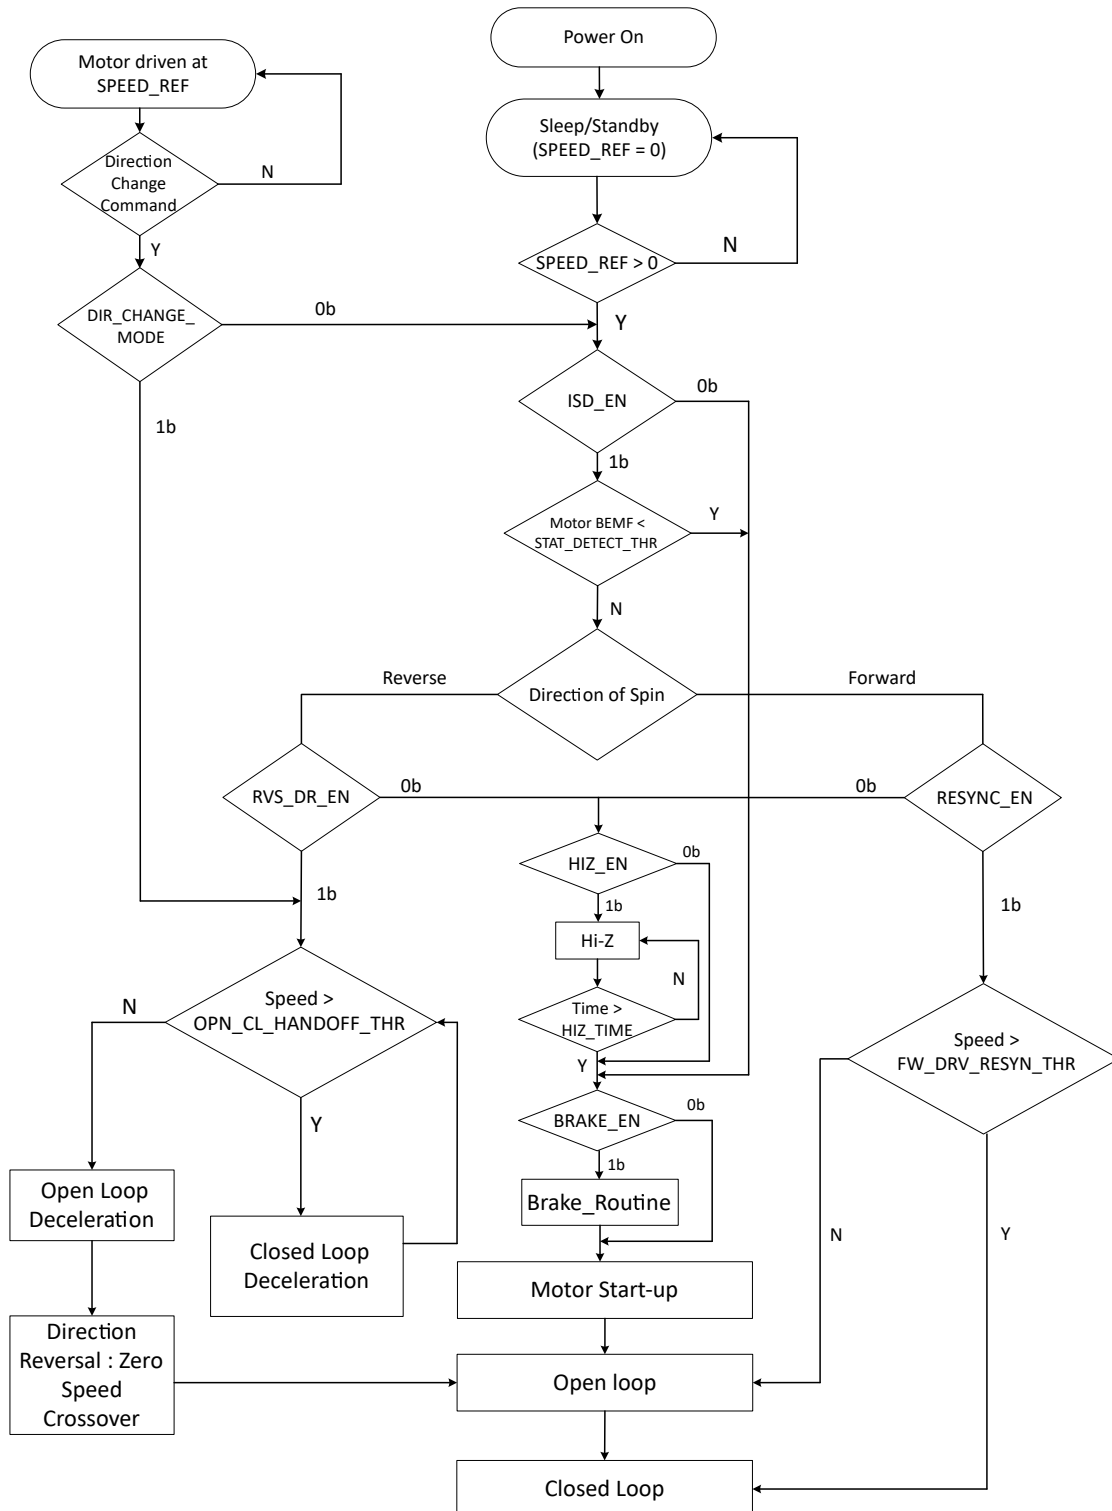 Power On
Motor driven at
SPEED_REF
Sleep/Standby
(SPEED_REF = 0)
Direction
Change
Command
N
Y
N
SPEED_REF > 0
DIR_CHANGE_
MODE
0b
Y
1b
ISD_EN
0b
1b
Motor BEMF <
STAT_DETECT_THR
Y
N
Reverse
Direction of Spin
Forward
RVS_DR_EN
0b
0b
RESYNC_EN
1b
HIZ_EN
0b
1b
1b
Hi-Z
N
Time >
HIZ_TIME
Y
N
Speed >
OPN_CL_HANDOFF_THR
Y
Speed >
FW_DRV_RESYN_THR
BRAKE_EN
0b
1b
Brake_Routine
Open Loop
Deceleration
Closed Loop
Deceleration
N
Y
Motor Start-up
Direction
Reversal : Zero
Speed
Crossover
Open loop
Closed Loop